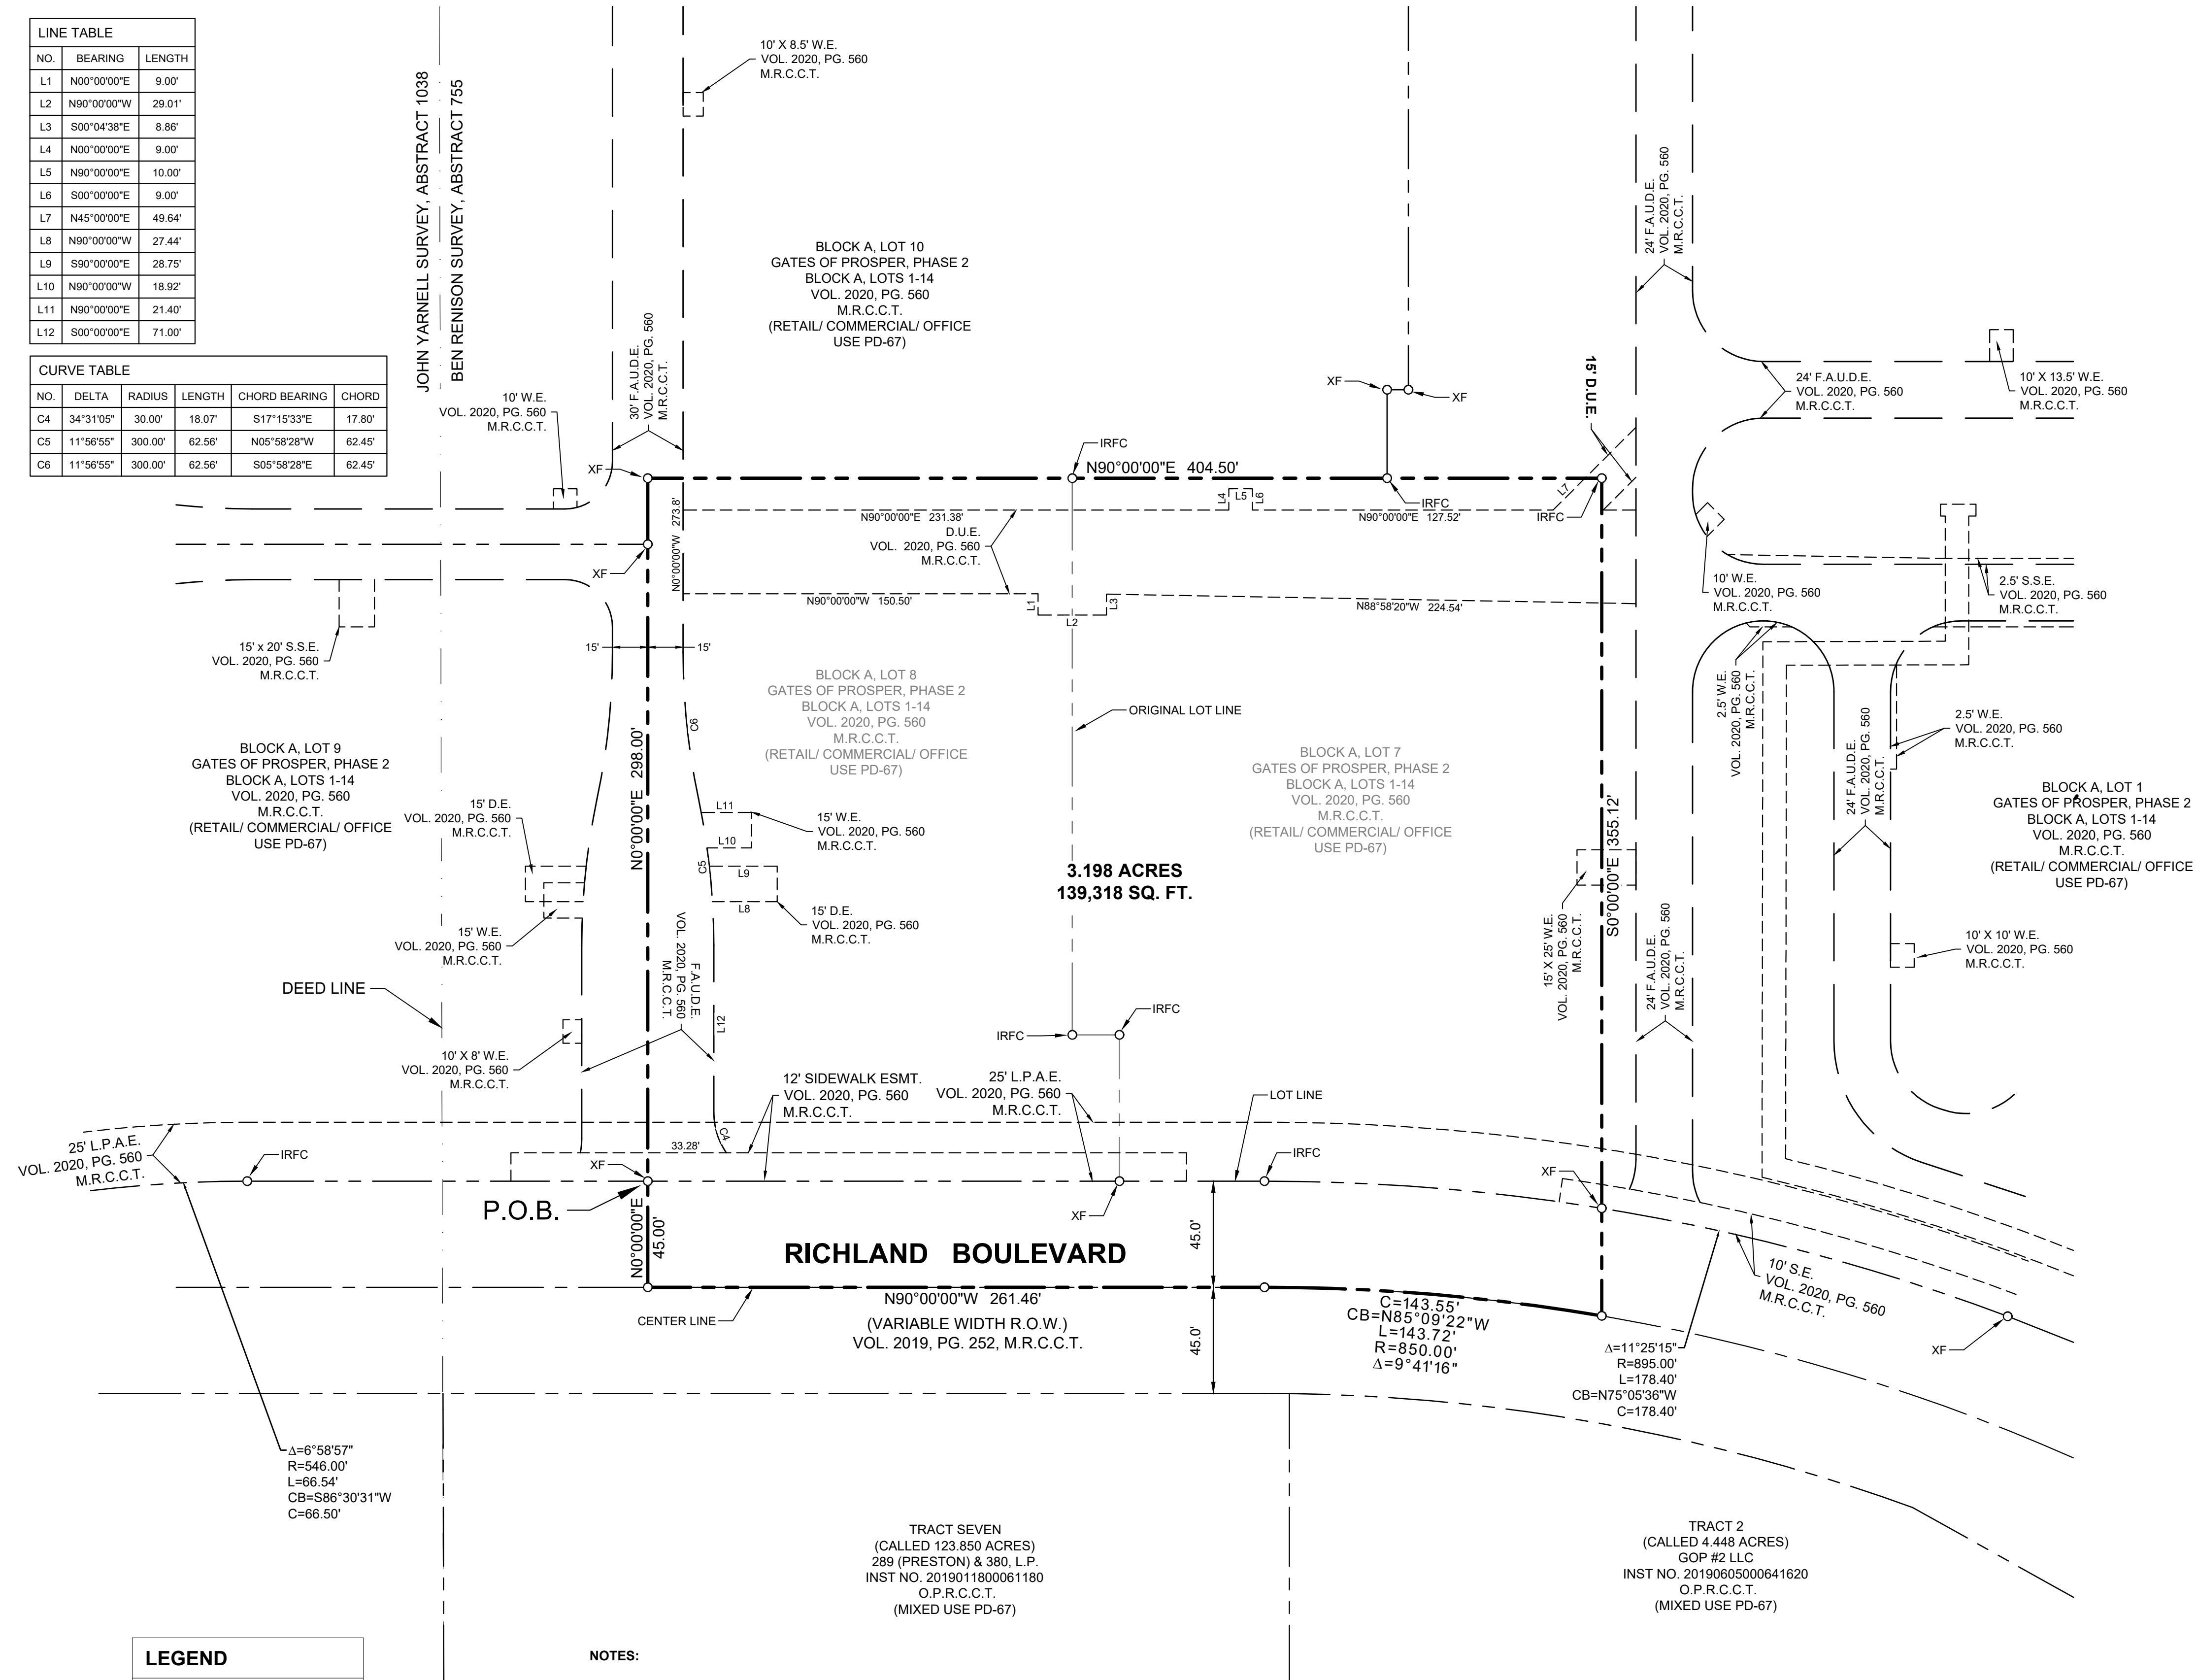 LINE TABLE
NO. BEARING LENGTH
L1 N00°00'00"E 9.00'
L2 N90°00'00"W 29.01'
L3 S00°04'38"E 8.86'
L4 N00°00'00"E 9.00'
L5 N90°00'00"E 10.00'
L6 S00°00'00"E 9.00'
L7 N45°00'00"E 49.64'
L8 N90°00'00"W 27.44'
L9 S90°00'00"E 28.75'
L10 N90°00'00"W 18.92'
L11 N90°00'00"E 21.40'
L12 S00°00'00"E 71.00'
CURVE TABLE
NO. DELTA RADIUS LENGTH CHORD BEARING CHORD
C4 34°31'05" 30.00' 18.07' S17°15'33"E 17.80'
C5 11°56'55" 300.00' 62.56' N05°58'28"W 62.45'
C6 11°56'55" 300.00' 62.56' S05°58'28"E 62.45'
JOHN YARNELL SURVEY, ABSTRACT 1038
BEN RENISON SURVEY, ABSTRACT 755
10' X 8.5' W.E.
VOL. 2020, PG. 560
M.R.C.C.T.
BLOCK A, LOT 10
GATES OF PROSPER, PHASE 2
BLOCK A, LOTS 1-14
VOL. 2020, PG. 560
M.R.C.C.T.
(RETAIL/ COMMERCIAL/ OFFICE
USE PD-67)
30' F.A.U.D.E.
VOL. 2020, PG. 560
M.R.C.C.T.
10' W.E.
VOL. 2020, PG. 560
M.R.C.C.T.
24' F.A.U.D.E.
VOL. 2020, PG. 560
M.R.C.C.T.
15' D.U.E.
24' F.A.U.D.E.
VOL. 2020, PG. 560
M.R.C.C.T.
10' X 13.5' W.E.
VOL. 2020, PG. 560
M.R.C.C.T.
XF
XF
XF
IRFC
N90°00'00"E 404.50'
IRFC
IRFC
XF
N0°00'00"W 273.8'
N90°00'00"E 231.38'
L4
L5
L6
N90°00'00"E 127.52'
L7
D.U.E.
VOL. 2020, PG. 560
M.R.C.C.T.
N90°00'00"W 150.50'
L1
L2
L3
N88°58'20"W 224.54'
10' W.E.
VOL. 2020, PG. 560
M.R.C.C.T.
2.5' S.S.E.
VOL. 2020, PG. 560
M.R.C.C.T.
15' x 20' S.S.E.
VOL. 2020, PG. 560
M.R.C.C.T.
15'
15'
BLOCK A, LOT 8
GATES OF PROSPER, PHASE 2
BLOCK A, LOTS 1-14
VOL. 2020, PG. 560
M.R.C.C.T.
(RETAIL/ COMMERCIAL/ OFFICE
USE PD-67)
C6
ORIGINAL LOT LINE
BLOCK A, LOT 7
GATES OF PROSPER, PHASE 2
BLOCK A, LOTS 1-14
VOL. 2020, PG. 560
M.R.C.C.T.
(RETAIL/ COMMERCIAL/ OFFICE
USE PD-67)
2.5' W.E.
VOL. 2020, PG. 560
M.R.C.C.T.
24' F.A.U.D.E.
VOL. 2020, PG. 560
M.R.C.C.T.
2.5' W.E.
VOL. 2020, PG. 560
M.R.C.C.T.
BLOCK A, LOT 1
GATES OF PROSPER, PHASE 2
BLOCK A, LOTS 1-14
VOL. 2020, PG. 560
M.R.C.C.T.
(RETAIL/ COMMERCIAL/ OFFICE
USE PD-67)
BLOCK A, LOT 9
GATES OF PROSPER, PHASE 2
BLOCK A, LOTS 1-14
VOL. 2020, PG. 560
M.R.C.C.T.
(RETAIL/ COMMERCIAL/ OFFICE
USE PD-67)
15' D.E.
VOL. 2020, PG. 560
M.R.C.C.T.
N0°00'00"E 298.00'
L11
L10
15' W.E.
VOL. 2020, PG. 560
M.R.C.C.T.
C5
L9
L8
15' D.E.
VOL. 2020, PG. 560
M.R.C.C.T.
3.198 ACRES
139,318 SQ. FT.
S0°00'00"E 355.12'
15' X 25' W.E.
VOL. 2020, PG. 560
M.R.C.C.T.
24' F.A.U.D.E.
VOL. 2020, PG. 560
M.R.C.C.T.
10' X 10' W.E.
VOL. 2020, PG. 560
M.R.C.C.T.
15' W.E.
VOL. 2020, PG. 560
M.R.C.C.T.
DEED LINE
F.A.U.D.E.
VOL. 2020, PG. 560
M.R.C.C.T.
L12
IRFC
IRFC
10' X 8' W.E.
VOL. 2020, PG. 560
M.R.C.C.T.
12' SIDEWALK ESMT.
VOL. 2020, PG. 560
M.R.C.C.T.
25' L.P.A.E.
VOL. 2020, PG. 560
M.R.C.C.T.
LOT LINE
25' L.P.A.E.
VOL. 2020, PG. 560
M.R.C.C.T.
IRFC
C4
33.28'
XF
IRFC
XF
P.O.B.
XF
N0°00'00"E
45.00'
RICHLAND BOULEVARD
45.0'
CENTER LINE
N90°00'00"W 261.46'
(VARIABLE WIDTH R.O.W.)
VOL. 2019, PG. 252, M.R.C.C.T.
45.0'
C=143.55'
CB=N85°09'22"W
L=143.72'
R=850.00'
Δ=9°41'16"
10' S.E.
VOL. 2020, PG. 560
M.R.C.C.T.
XF
Δ=11°25'15"
R=895.00'
L=178.40'
CB=N75°05'36"W
C=178.40'
Δ=6°58'57"
R=546.00'
L=66.54'
CB=S86°30'31"W
C=66.50'
TRACT SEVEN
(CALLED 123.850 ACRES)
289 (PRESTON) & 380, L.P.
INST NO. 2019011800061180
O.P.R.C.C.T.
(MIXED USE PD-67)
TRACT 2
(CALLED 4.448 ACRES)
GOP #2 LLC
INST NO. 20190605000641620
O.P.R.C.C.T.
(MIXED USE PD-67)
LEGEND
NOTES: